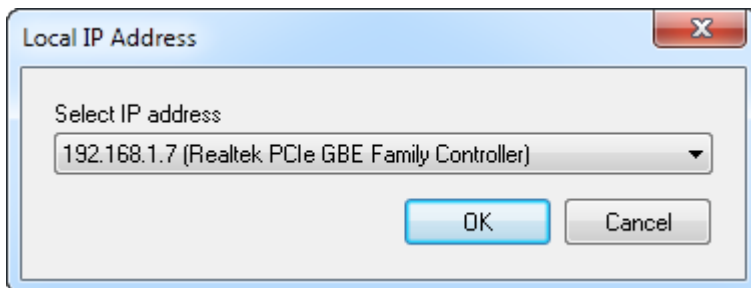 Local IP Address
Select IP address
192.168.1.7 (Realtek PCIe GBE Family Controller)
OK
Cancel